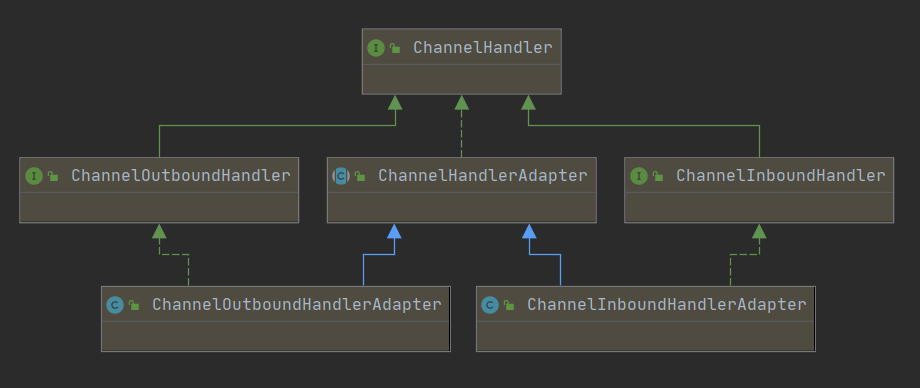 I ChannelHandler
I ChannelOutboundHandler
C ChannelHandlerAdapter
I ChannelInboundHandler
C ChannelOutboundHandlerAdapter
C ChannelInboundHandlerAdapter